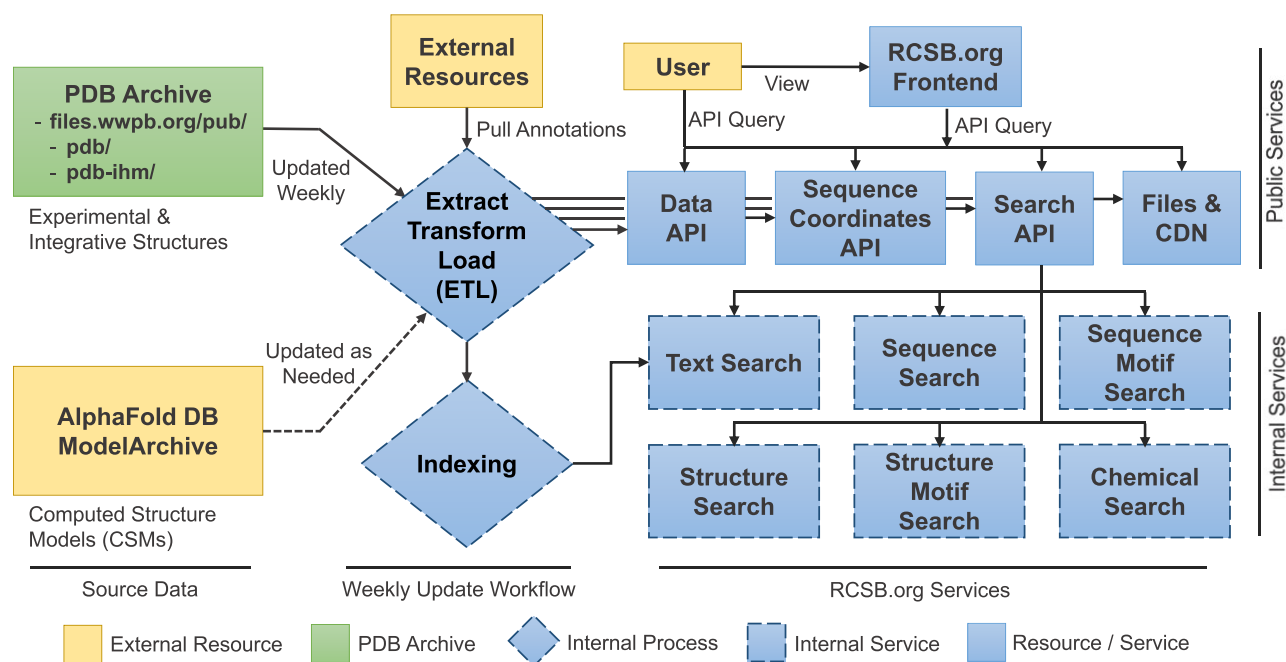 PDB Archive
- files.wwpb.org/pub/
- pdb/
- pdb-ihm/
Experimental &
Integrative Structures
External
Resources
Pull Annotations
Updated
Weekly
Extract
Transform
Load
(ETL)
User
View
RCSB.org
Frontend
API Query
API Query
Data
API
Sequence
Coordinates
API
Search
API
Files &
CDN
Public Services
AlphaFold DB
ModelArchive
Updated as
Needed
Computed Structure
Models (CSMs)
Indexing
Text Search
Sequence
Search
Sequence
Motif
Search
Structure
Search
Structure
Motif
Search
Chemical
Search
Internal Services
Source Data
Weekly Update Workflow
RCSB.org Services
External Resource
PDB Archive
Internal Process
Internal Service
Resource / Service